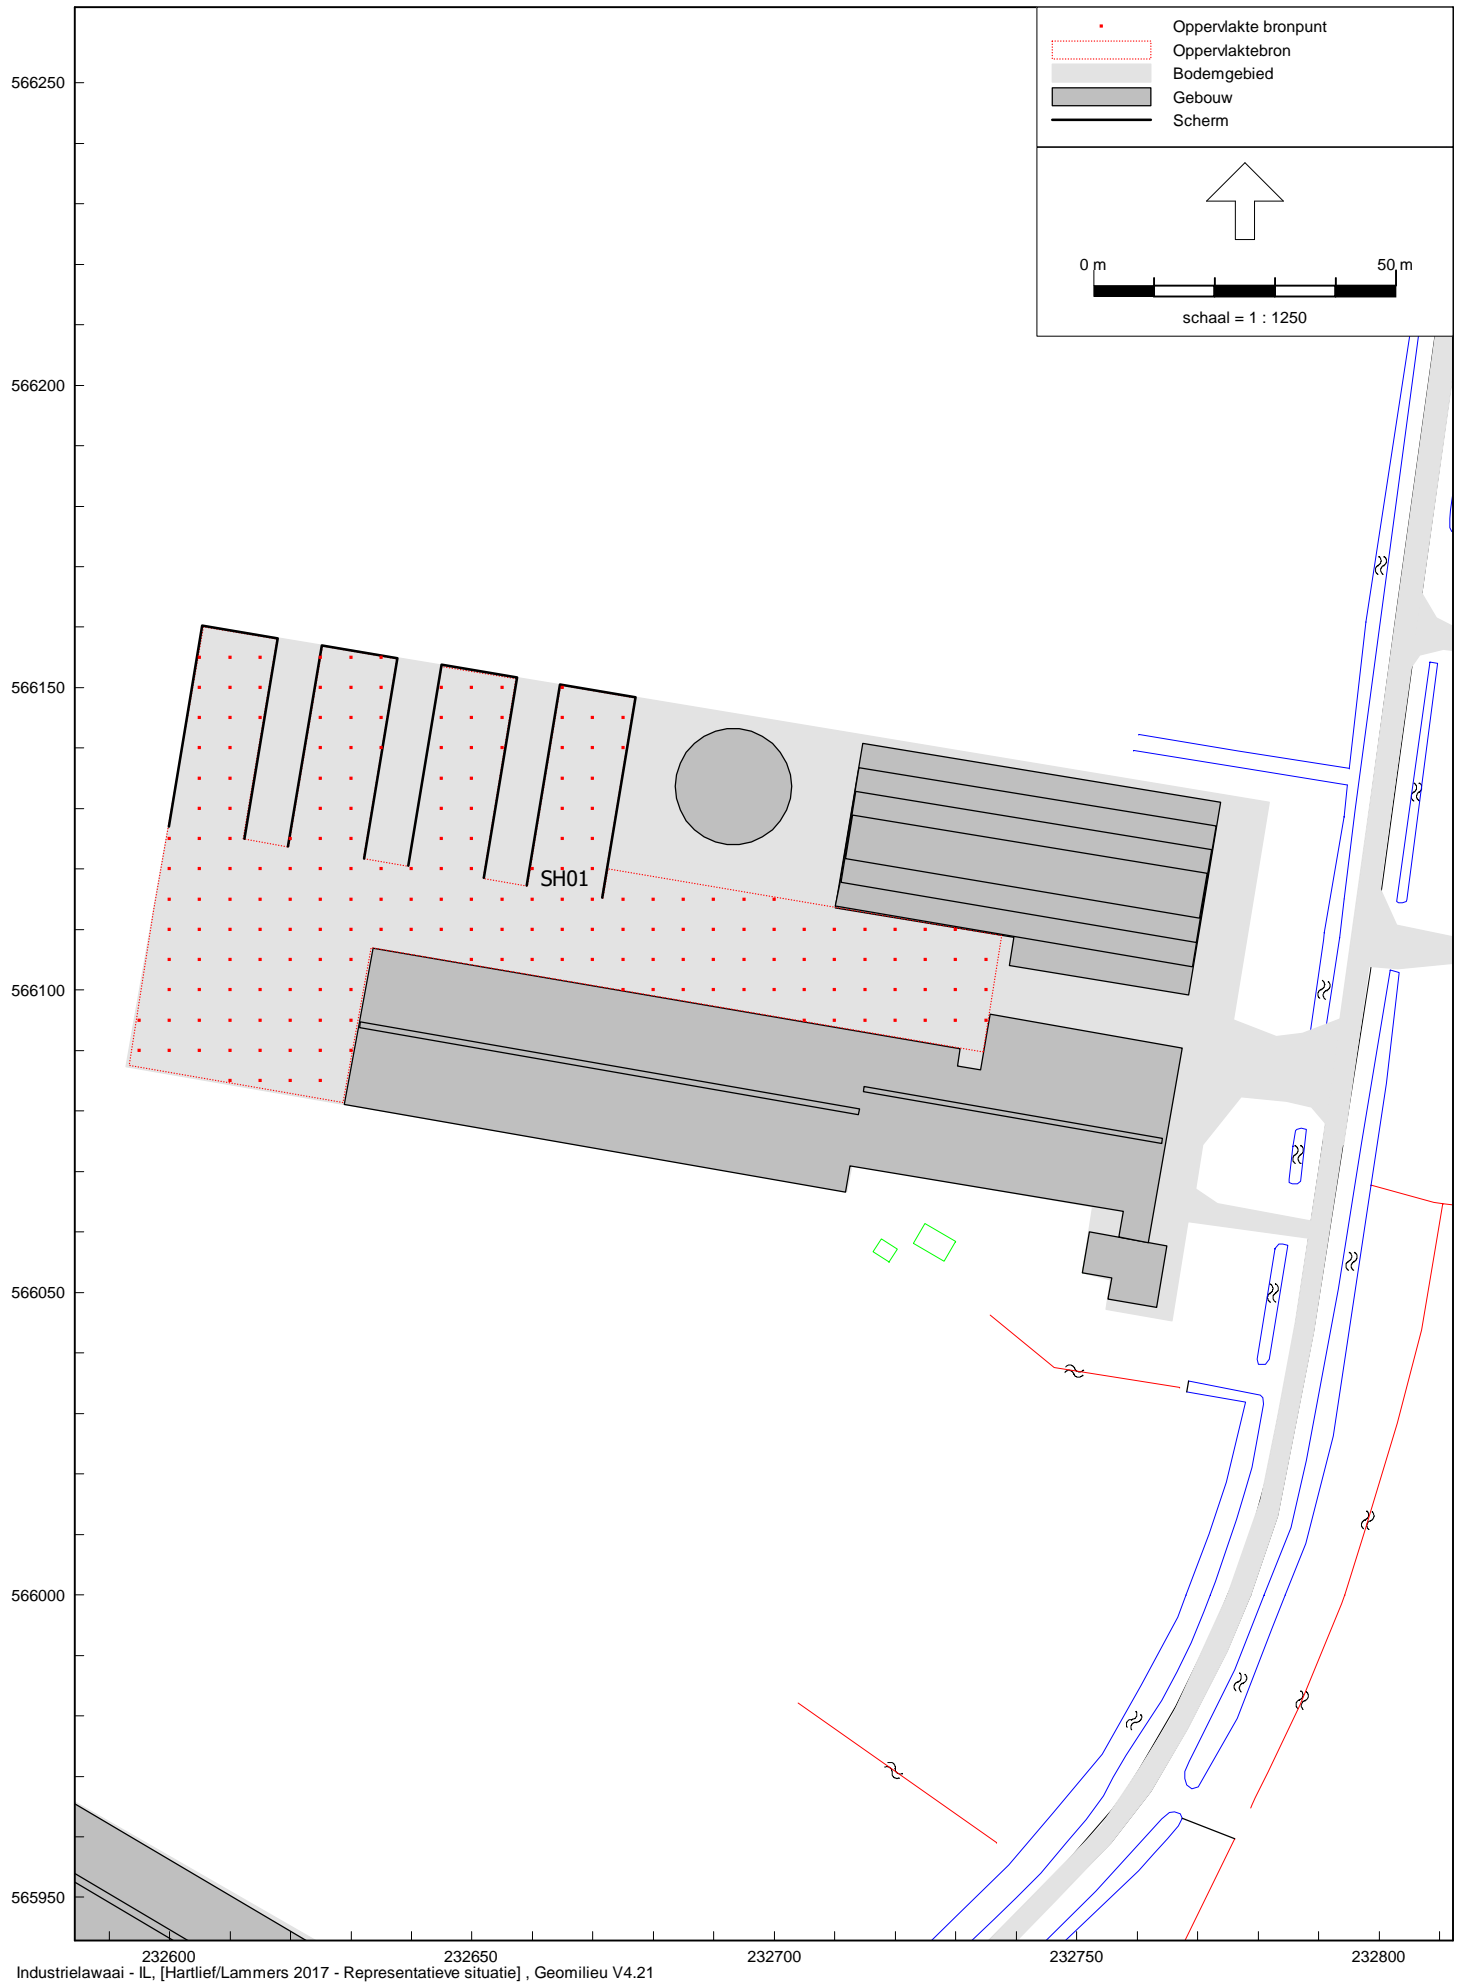 Oppervlakte bronpunt
Oppervlaktebron
Bodemgebied
Gebouw
Scherm
0 m
50 m
schaal = 1 : 1250
566250
566200
566150
566100
566050
566000
565950
SH01
232600
232650
232700
232750
232800
Industrielawaai - IL, [Hartlief/Lammers 2017 - Representatieve situatie] , Geomilieu V4.21